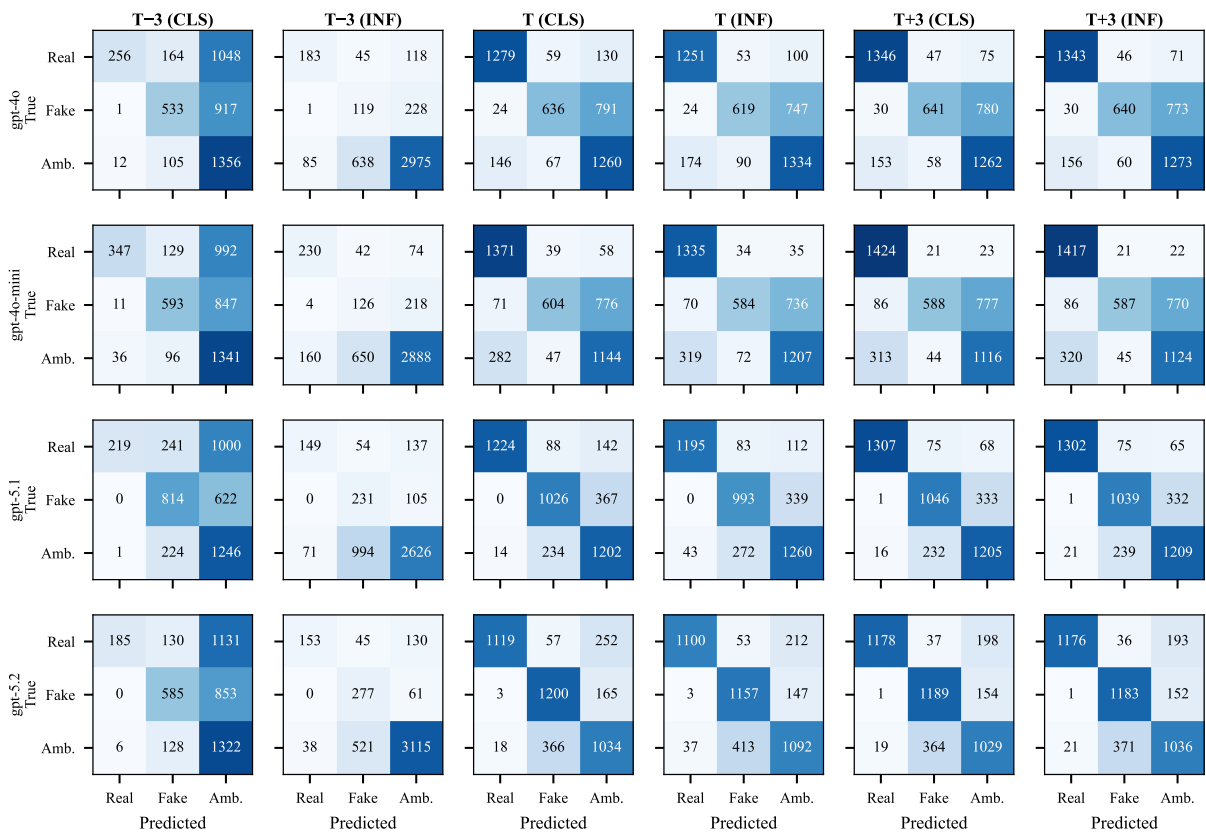 T−3 (CLS) T−3 (INF) T (CLS) T (INF) T+3 (CLS) T+3 (INF)
gpt-4o
True
Real 256 164 1048 183 45 118 1279 59 130 1251 53 100 1346 47 75 1343 46 71
Fake 1 533 917 1 119 228 24 636 791 24 619 747 30 641 780 30 640 773
Amb. 12 105 1356 85 638 2975 146 67 1260 174 90 1334 153 58 1262 156 60 1273
gpt-4o-mini
True
Real 347 129 992 230 42 74 1371 39 58 1335 34 35 1424 21 23 1417 21 22
Fake 11 593 847 4 126 218 71 604 776 70 584 736 86 588 777 86 587 770
Amb. 36 96 1341 160 650 2888 282 47 1144 319 72 1207 313 44 1116 320 45 1124
gpt-5.1
True
Real 219 241 1000 149 54 137 1224 88 142 1195 83 112 1307 75 68 1302 75 65
Fake 0 814 622 0 231 105 0 1026 367 0 993 339 1 1046 333 1 1039 332
Amb. 1 224 1246 71 994 2626 14 234 1202 43 272 1260 16 232 1205 21 239 1209
gpt-5.2
True
Real 185 130 1131 153 45 130 1119 57 252 1100 53 212 1178 37 198 1176 36 193
Fake 0 585 853 0 277 61 3 1200 165 3 1157 147 1 1189 154 1 1183 152
Amb. 6 128 1322 38 521 3115 18 366 1034 37 413 1092 19 364 1029 21 371 1036
Real Fake Amb. Real Fake Amb. Real Fake Amb. Real Fake Amb. Real Fake Amb. Real Fake Amb.
Predicted Predicted Predicted Predicted Predicted Predicted